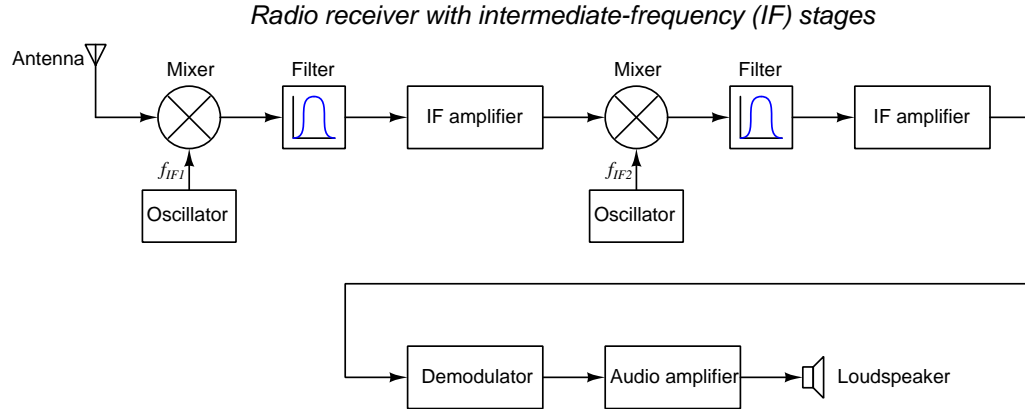 Radio receiver with intermediate-frequency (IF) stages
Antenna
Mixer
Filter
IF amplifier
Mixer
Filter
IF amplifier
fIF1
Oscillator
fIF2
Oscillator
Demodulator
Audio amplifier
Loudspeaker